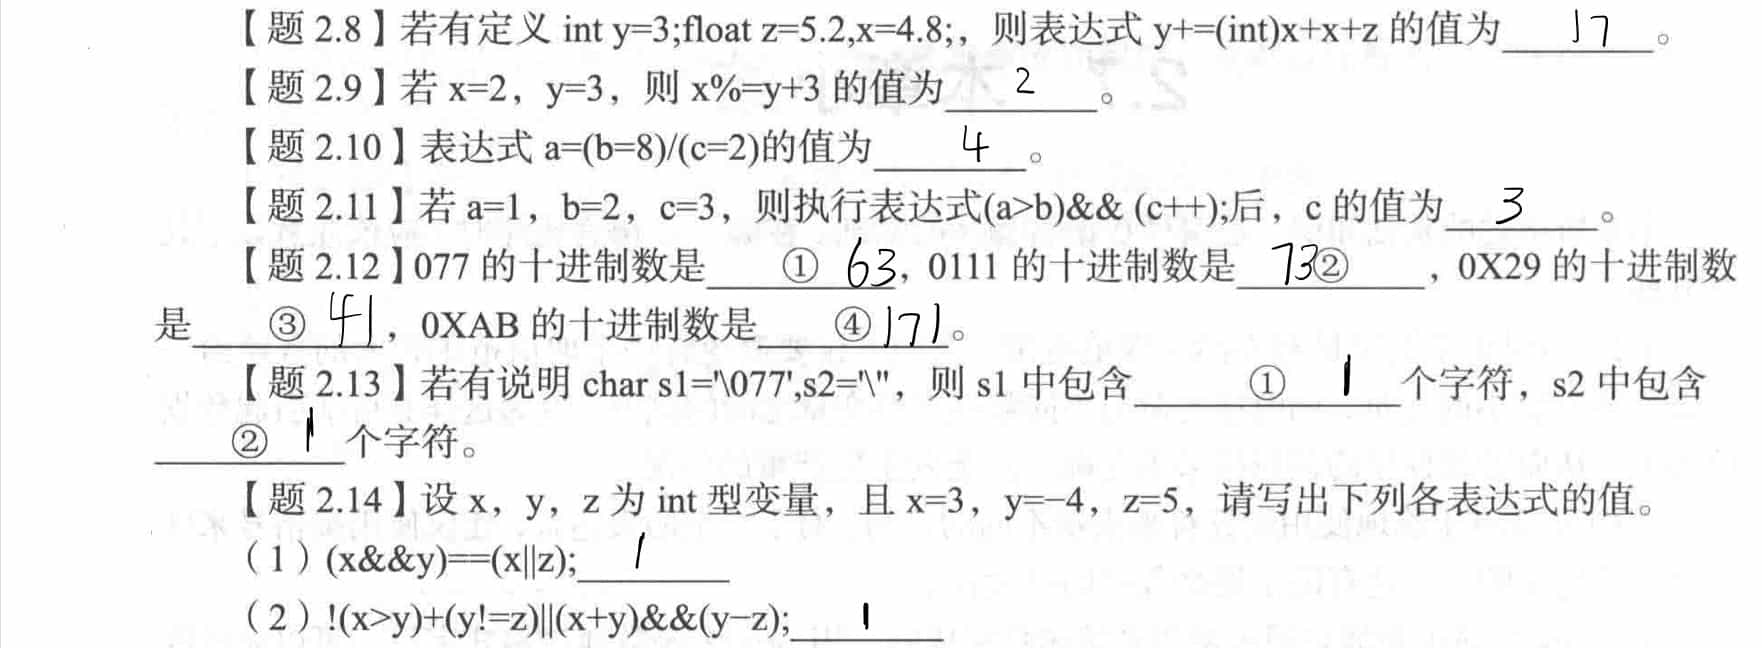 【题 2.8】若有定义 int y=3;float z=5.2,x=4.8;，则表达式 y+=(int)x+x+z 的值为 17 。
【题 2.9】若 x=2，y=3，则 x%=y+3 的值为 2 。
【题 2.10】表达式 a=(b=8)/(c=2)的值为 4 。
【题 2.11】若 a=1，b=2，c=3，则执行表达式(a>b)&& (c++);后，c 的值为 3 。
【题 2.12】077 的十进制数是 ① 63，0111 的十进制数是 73② ，0X29 的十进制数
是 ③ 41，0XAB 的十进制数是 ④171。
【题 2.13】若有说明 char s1='\077',s2='\''，则 s1 中包含 ① 1 个字符，s2 中包含
② 1 个字符。
【题 2.14】设 x，y，z 为 int 型变量，且 x=3，y=−4，z=5，请写出下列各表达式的值。
（1）(x&&y)==(x||z); 1
（2）!(x>y)+(y!=z)||(x+y)&&(y−z); 1